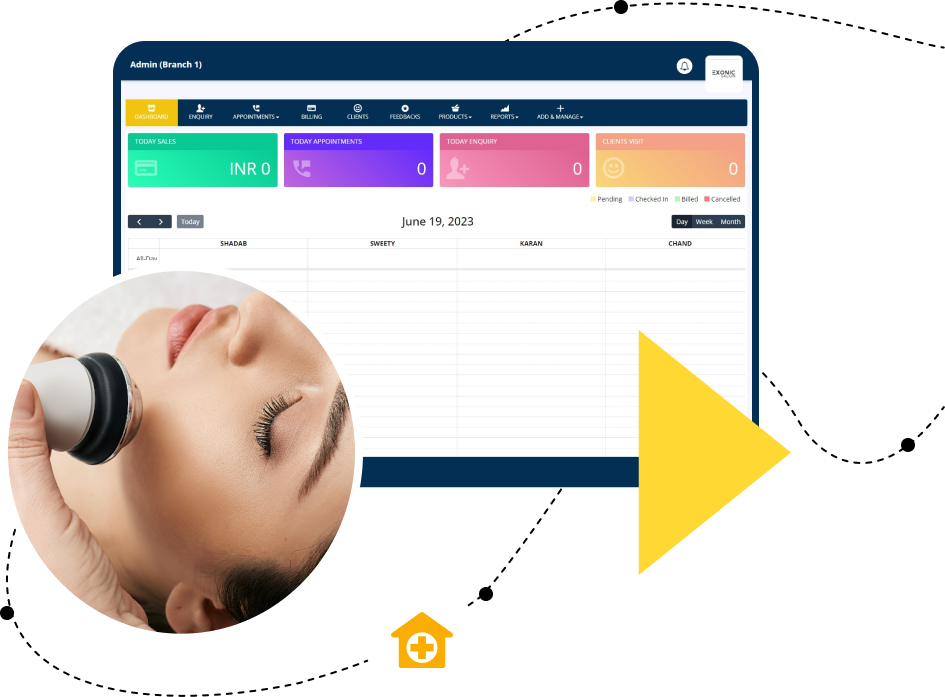 Admin (Branch 1)
EXONIC
DASHBOARD ENQUIRY APPOINTMENTS BILLING CLIENTS FEEDBACKS PRODUCTS REPORTS ADD & MANAGE
TODAY SALES TODAY APPOINTMENTS TODAY ENQUIRY CLIENTS VISIT
INR 0 0 0 0
Pending Checked In Billed Cancelled
Today June 19, 2023 Day Week Month
SHADAB SWEETY KARAN CHAND
All-Day